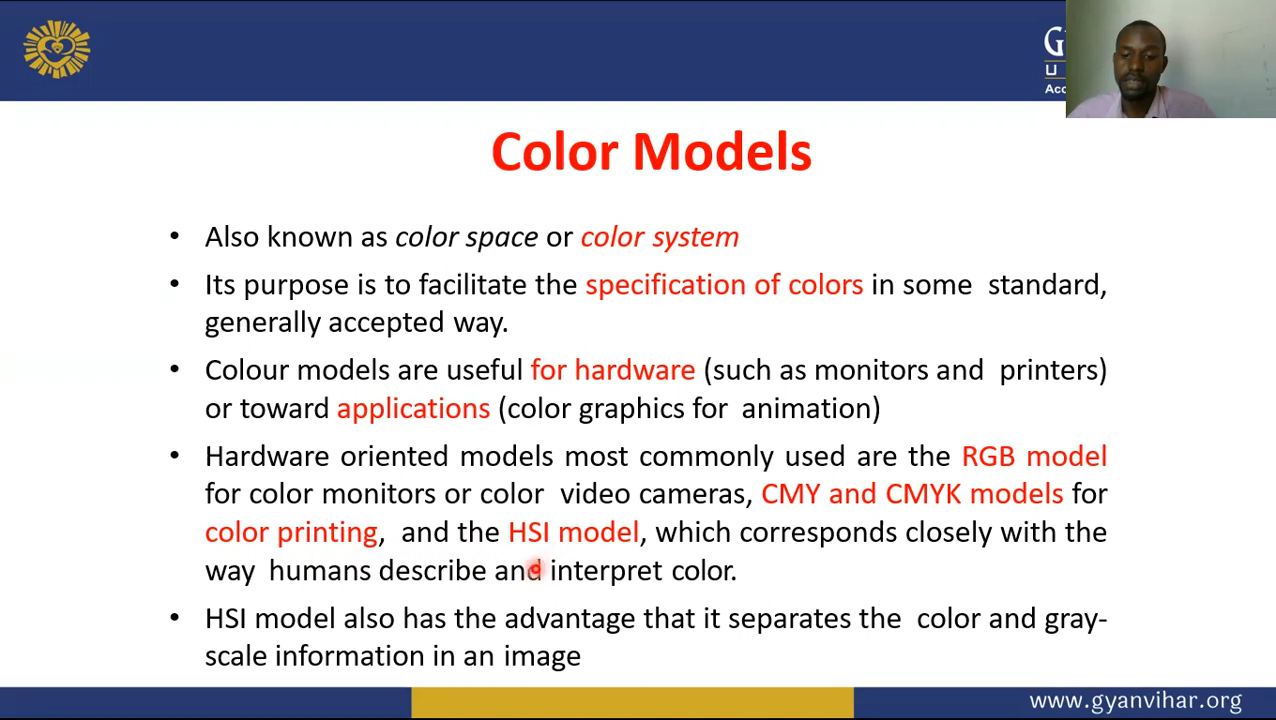 G
U
Acc
Color Models
• Also known as color space or color system
• Its purpose is to facilitate the specification of colors in some standard,
generally accepted way.
• Colour models are useful for hardware (such as monitors and printers)
or toward applications (color graphics for animation)
• Hardware oriented models most commonly used are the RGB model
for color monitors or color video cameras, CMY and CMYK models for
color printing, and the HSI model, which corresponds closely with the
way humans describe and interpret color.
• HSI model also has the advantage that it separates the color and gray-
scale information in an image
www.gyanvihar.org